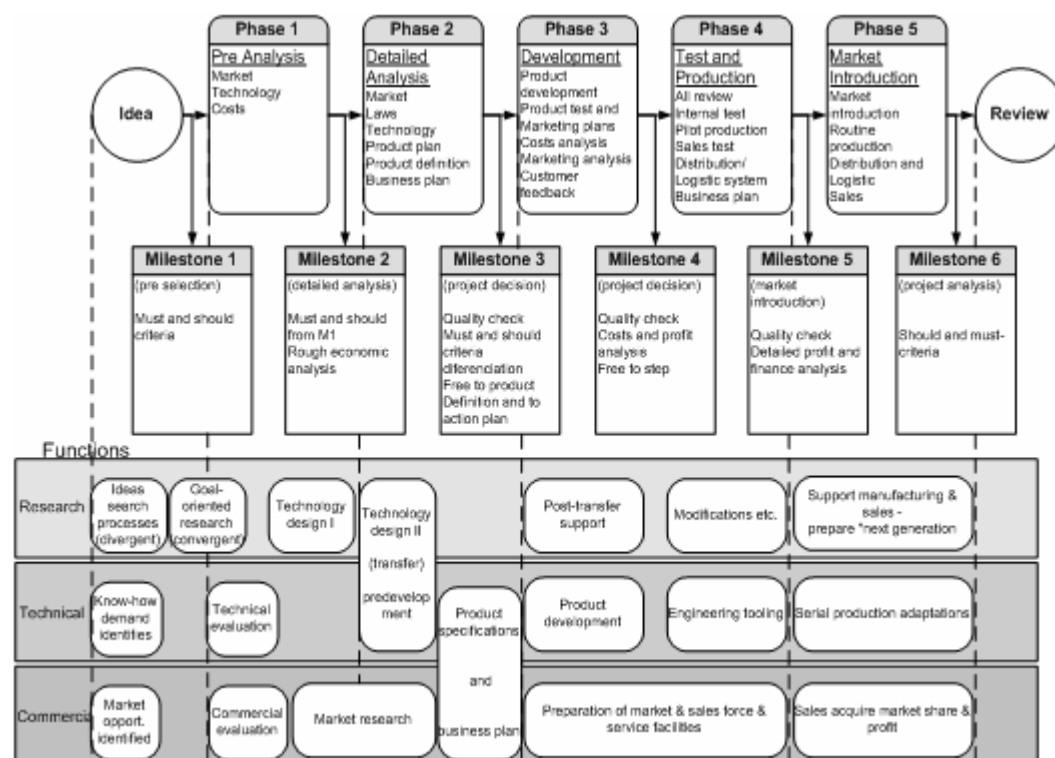 Phase 1
Phase 2
Phase 3
Phase 4
Phase 5
Idea
Pre Analysis
Market
Technology
Costs
Detailed
Analysis
Market
Laws
Technology
Product plan
Product definition
Business plan
Development
Product
development
Product test and
Marketing plans
Costs analysis
Marketing analysis
Customer
feedback
Test and
Production
All review
Internal test
Pilot production
Sales test
Distribution/
Logistic system
Business plan
Market
Introduction
Market
introduction
Routine
production
Distribution and
Logistic
Sales
Review
Milestone 1
(pre selection)
Must and should
criteria
Milestone 2
(detailed analysis)
Must and should
from M1
Rough economic
analysis
Milestone 3
(project decision)
Quality check
Must and should
criteria
diferenciation
Free to product
Definition and to
action plan
Milestone 4
(project decision)
Quality check
Costs and profit
analysis
Free to step
Milestone 5
(market
introduction)
Quality check
Detailed profit and
finance analysis
Milestone 6
(project analysis)
Should and must-
criteria
Functions
Research
Ideas
search
processes
(divergent)
Goal-
oriented
research
(convergent)
Technology
design I
Technology
design II
(transfer)
predevelop
ment
Post-transfer
support
Modifications etc.
Support manufacturing &
sales -
prepare "next generation
Technical
Know-how
demand
identifies
Technical
evaluation
Product
specifications
and
business plan
Product
development
Engineering tooling
Serial production adaptations
Commercia
Market
opport.
identified
Commercial
evaluation
Market research
Preparation of market & sales force &
service facilities
Sales acquire market share &
profit